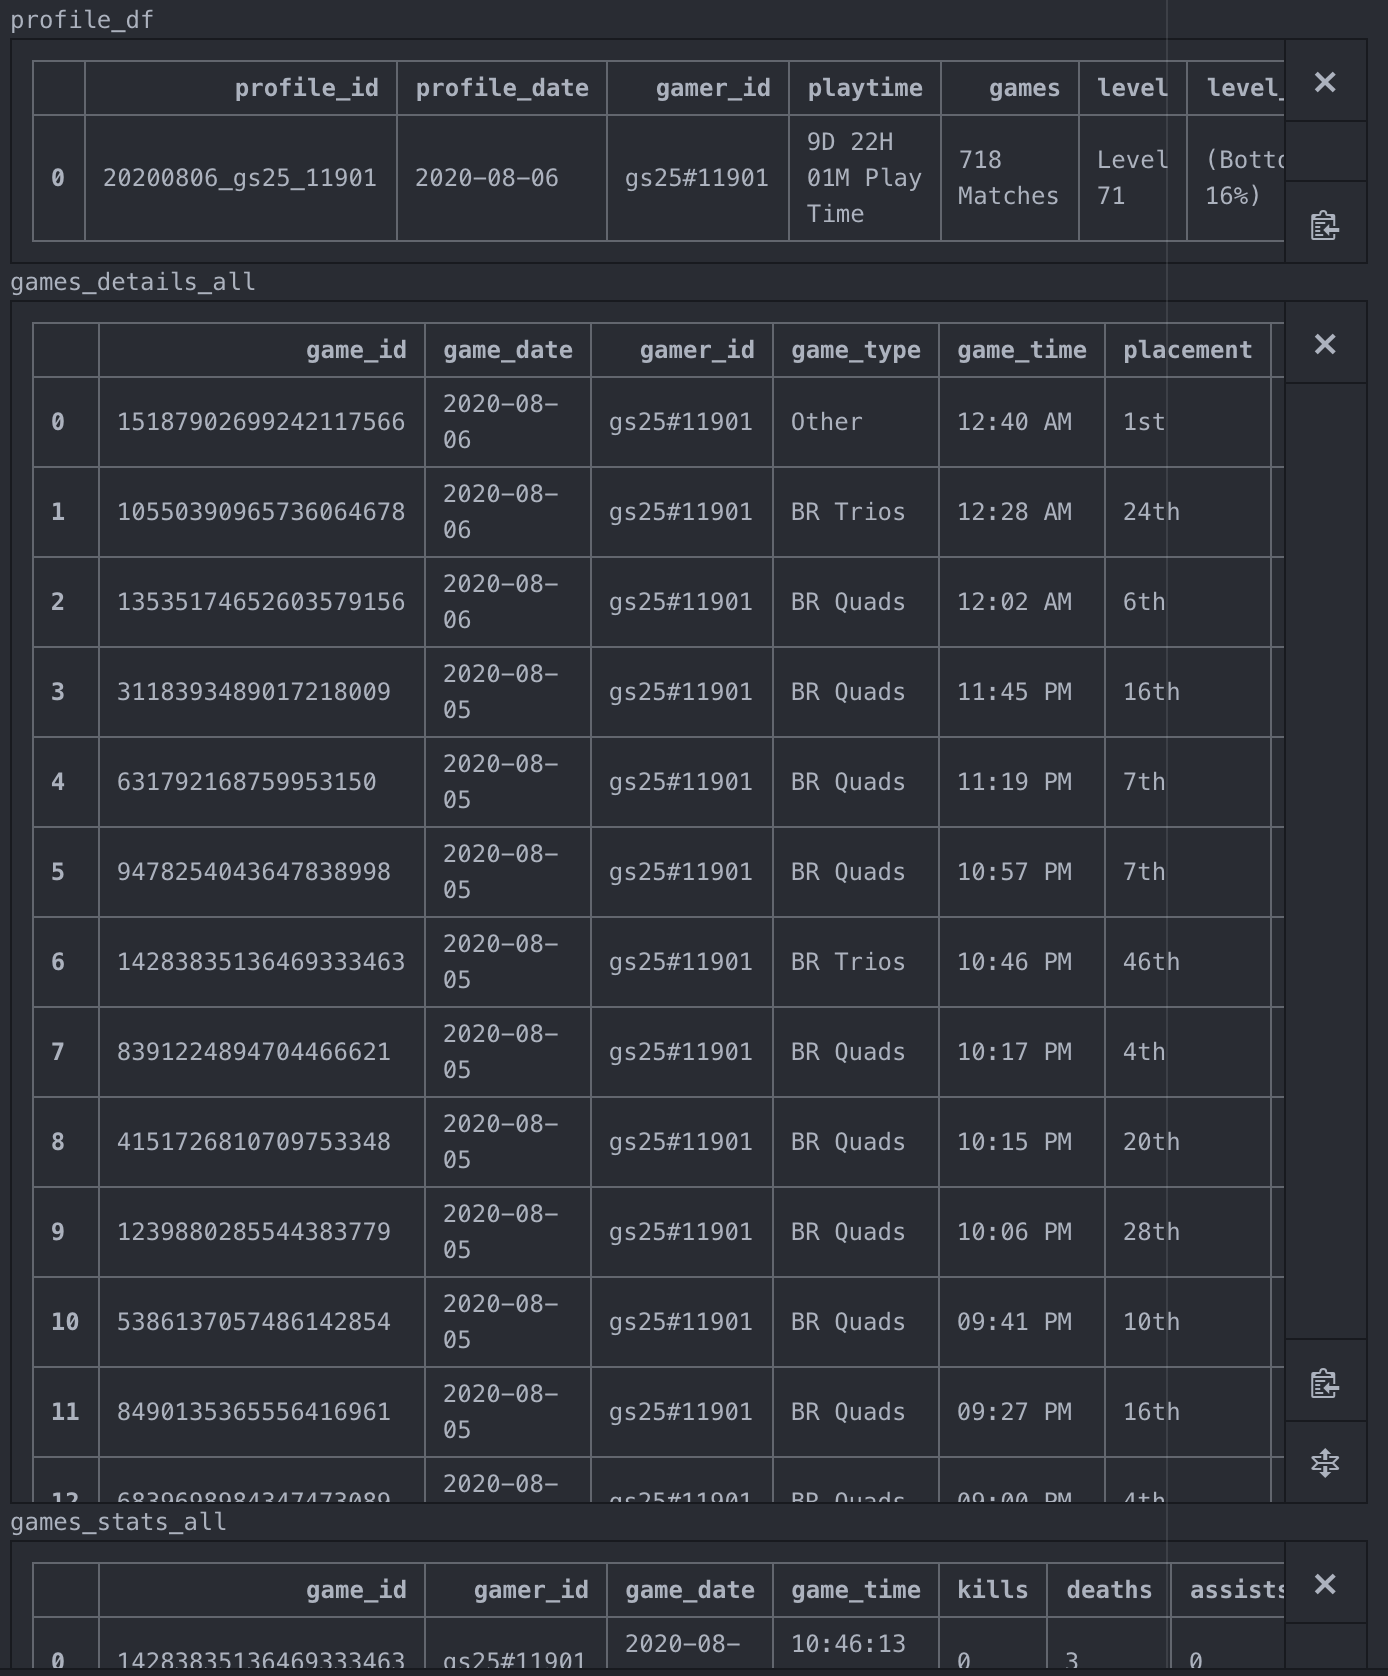 profile_df
profile_id profile_date gamer_id playtime games level level_
0 20200806_gs25_11901 2020-08-06 gs25#11901 9D 22H 01M Play Time 718 Matches Level 71 (Botto 16%)
games_details_all
game_id game_date gamer_id game_type game_time placement
0 15187902699242117566 2020-08-06 gs25#11901 Other 12:40 AM 1st
1 10550390965736064678 2020-08-06 gs25#11901 BR Trios 12:28 AM 24th
2 13535174652603579156 2020-08-06 gs25#11901 BR Quads 12:02 AM 6th
3 3118393489017218009 2020-08-05 gs25#11901 BR Quads 11:45 PM 16th
4 631792168759953150 2020-08-05 gs25#11901 BR Quads 11:19 PM 7th
5 9478254043647838998 2020-08-05 gs25#11901 BR Quads 10:57 PM 7th
6 14283835136469333463 2020-08-05 gs25#11901 BR Trios 10:46 PM 46th
7 8391224894704466621 2020-08-05 gs25#11901 BR Quads 10:17 PM 4th
8 4151726810709753348 2020-08-05 gs25#11901 BR Quads 10:15 PM 20th
9 1239880285544383779 2020-08-05 gs25#11901 BR Quads 10:06 PM 28th
10 5386137057486142854 2020-08-05 gs25#11901 BR Quads 09:41 PM 10th
11 8490135365556416961 2020-08-05 gs25#11901 BR Quads 09:27 PM 16th
12 2020-08- gs25#11901 BR Quads 09:00 PM 4th
games_stats_all
game_id gamer_id game_date game_time kills deaths assists
0 14283835136469333463 gs25#11901 2020-08- 10:46:13 0 3 0